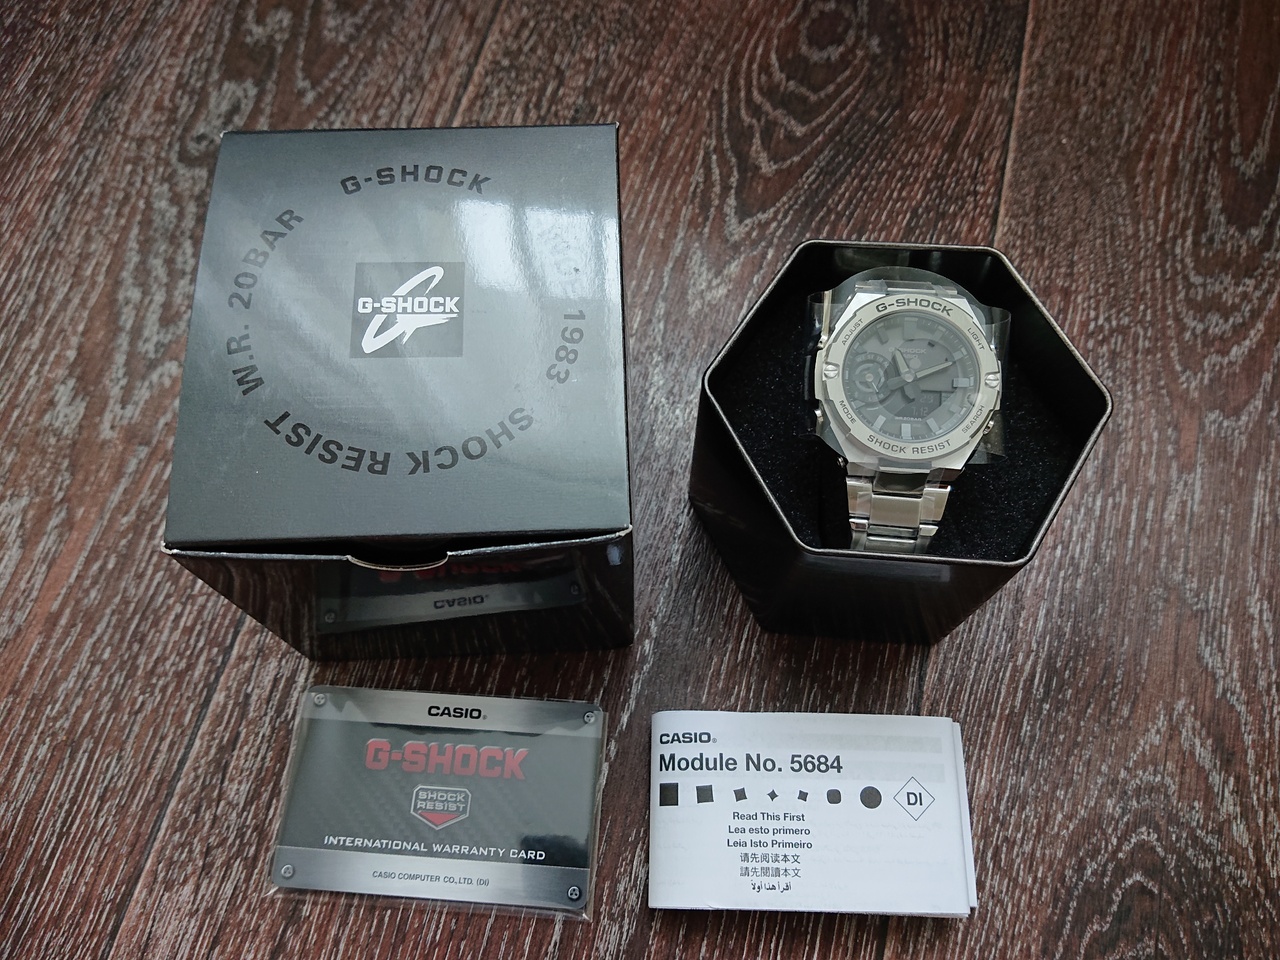 G-SHOCK
SINCE 1983
SHOCK RESIST
W.R. 20BAR
G-SHOCK
G-SHOCK
CASIO
G-SHOCK
ADJUST
LIGHT
MODE
SEARCH
SHOCK RESIST
CASIO
G-SHOCK
SHOCK
RESIST
INTERNATIONAL WARRANTY CARD
CASIO COMPUTER CO., LTD. (DI)
CASIO®
Module No. 5684
DI
Read This First
Lea esto primero
Leia Isto Primeiro
请先阅读本文
請先閱讀本文
اقرأ هذا أولاً